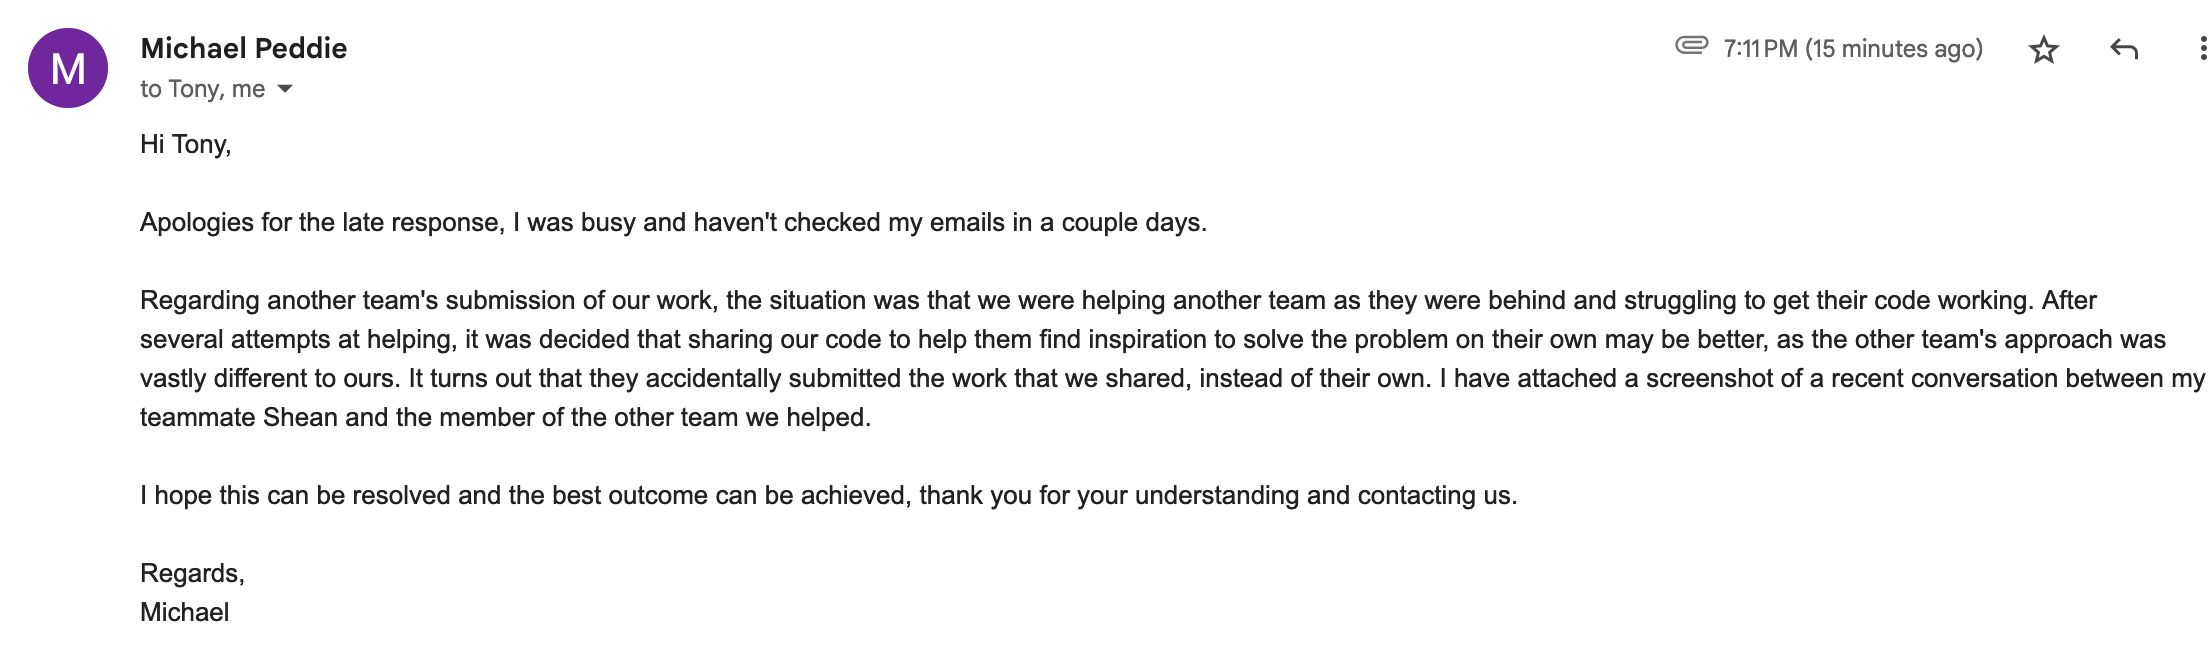 M
Michael Peddie
7:11 PM (15 minutes ago)
to Tony, me
Hi Tony,
Apologies for the late response, I was busy and haven't checked my emails in a couple days.
Regarding another team's submission of our work, the situation was that we were helping another team as they were behind and struggling to get their code working. After
several attempts at helping, it was decided that sharing our code to help them find inspiration to solve the problem on their own may be better, as the other team's approach was
vastly different to ours. It turns out that they accidentally submitted the work that we shared, instead of their own. I have attached a screenshot of a recent conversation between my
teammate Shean and the member of the other team we helped.
I hope this can be resolved and the best outcome can be achieved, thank you for your understanding and contacting us.
Regards,
Michael